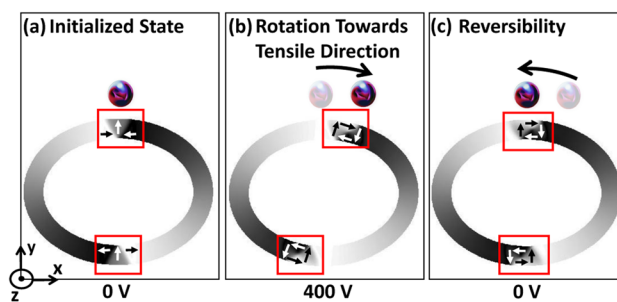 (a) Initialized State
(b) Rotation Towards
Tensile Direction
(c) Reversibility
y
x
z
0 V
400 V
0 V